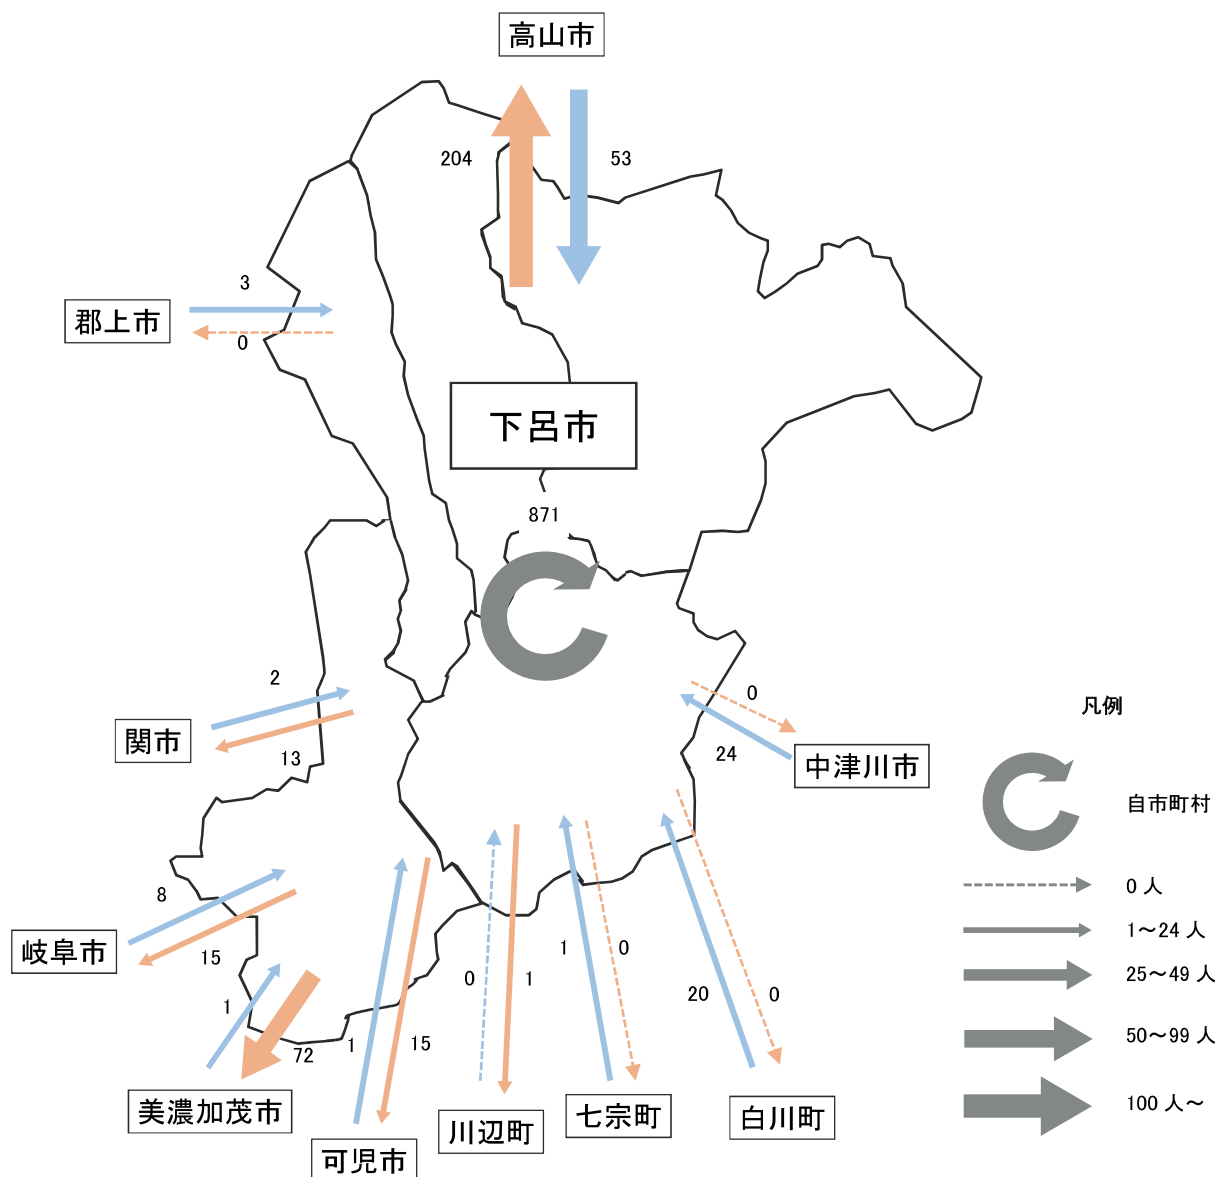 高山市
204
53
3
郡上市
0
下呂市
871
2
関市
13
0
24
中津川市
凡例
自市町村
0 人
1～24 人
25～49 人
50～99 人
100 人～
8
岐阜市
15
1
72
美濃加茂市
1
15
可児市
0
1
川辺町
1
0
七宗町
20
0
白川町